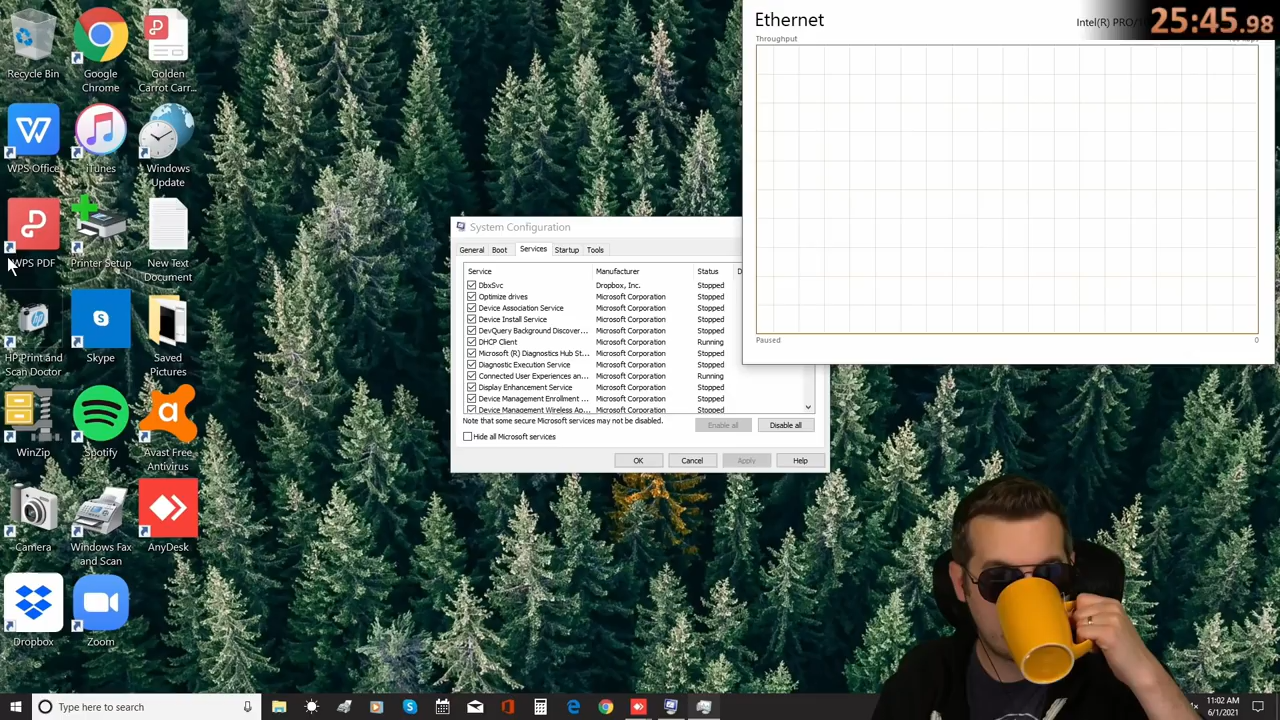 Recycle Bin
Google
Chrome
Golden
Carrot Carr...
WPS Office
iTunes
Windows
Update
WPS PDF
Printer Setup
New Text
Document
HP Print and
Scan Doctor
Skype
Saved
Pictures
WinZip
Spotify
Avast Free
Antivirus
Camera
Windows Fax
and Scan
AnyDesk
Dropbox
Zoom
Ethernet
Intel(R) PRO/1
25:45.98
Throughput
Paused
0
System Configuration
General Boot Services Startup Tools
Service Manufacturer Status D
DbxSvc Dropbox, Inc. Stopped
Optimize drives Microsoft Corporation Stopped
Device Association Service Microsoft Corporation Stopped
Device Install Service Microsoft Corporation Stopped
DevQuery Background Discover... Microsoft Corporation Stopped
DHCP Client Microsoft Corporation Running
Microsoft (R) Diagnostics Hub St... Microsoft Corporation Stopped
Diagnostic Execution Service Microsoft Corporation Stopped
Connected User Experiences an... Microsoft Corporation Running
Display Enhancement Service Microsoft Corporation Stopped
Device Management Enrollment ... Microsoft Corporation Stopped
Device Management Wireless Ap... Microsoft Corporation Stopped
Note that some secure Microsoft services may not be disabled.
Enable all Disable all
Hide all Microsoft services
OK Cancel Apply Help
Type here to search
11:02 AM
6/1/2021